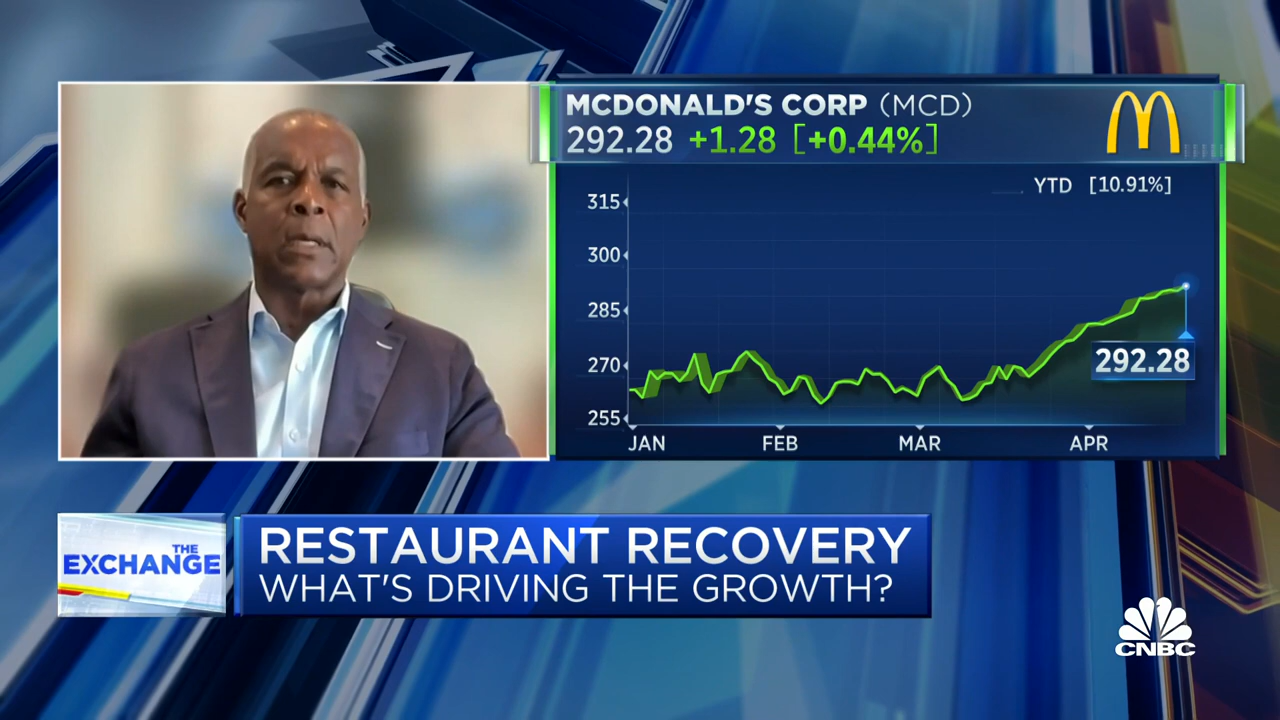 MCDONALD'S CORP (MCD)
292.28 +1.28 [+0.44%]
YTD [10.91%]
315
300
285
270
255
292.28
JAN FEB MAR APR
THE
EXCHANGE
RESTAURANT RECOVERY
WHAT'S DRIVING THE GROWTH?
CNBC